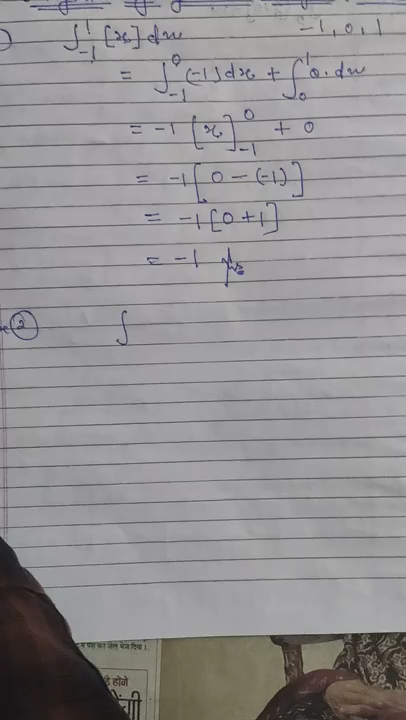 ∫₋₁¹ [x] dx     -1, 0, 1
= ∫₋₁⁰ (-1) dx + ∫₀¹ 0. dx
= -1 [x]₋₁⁰ + 0
= -1 [0 - (-1)]
= -1 [0 + 1]
= -1
② ∫